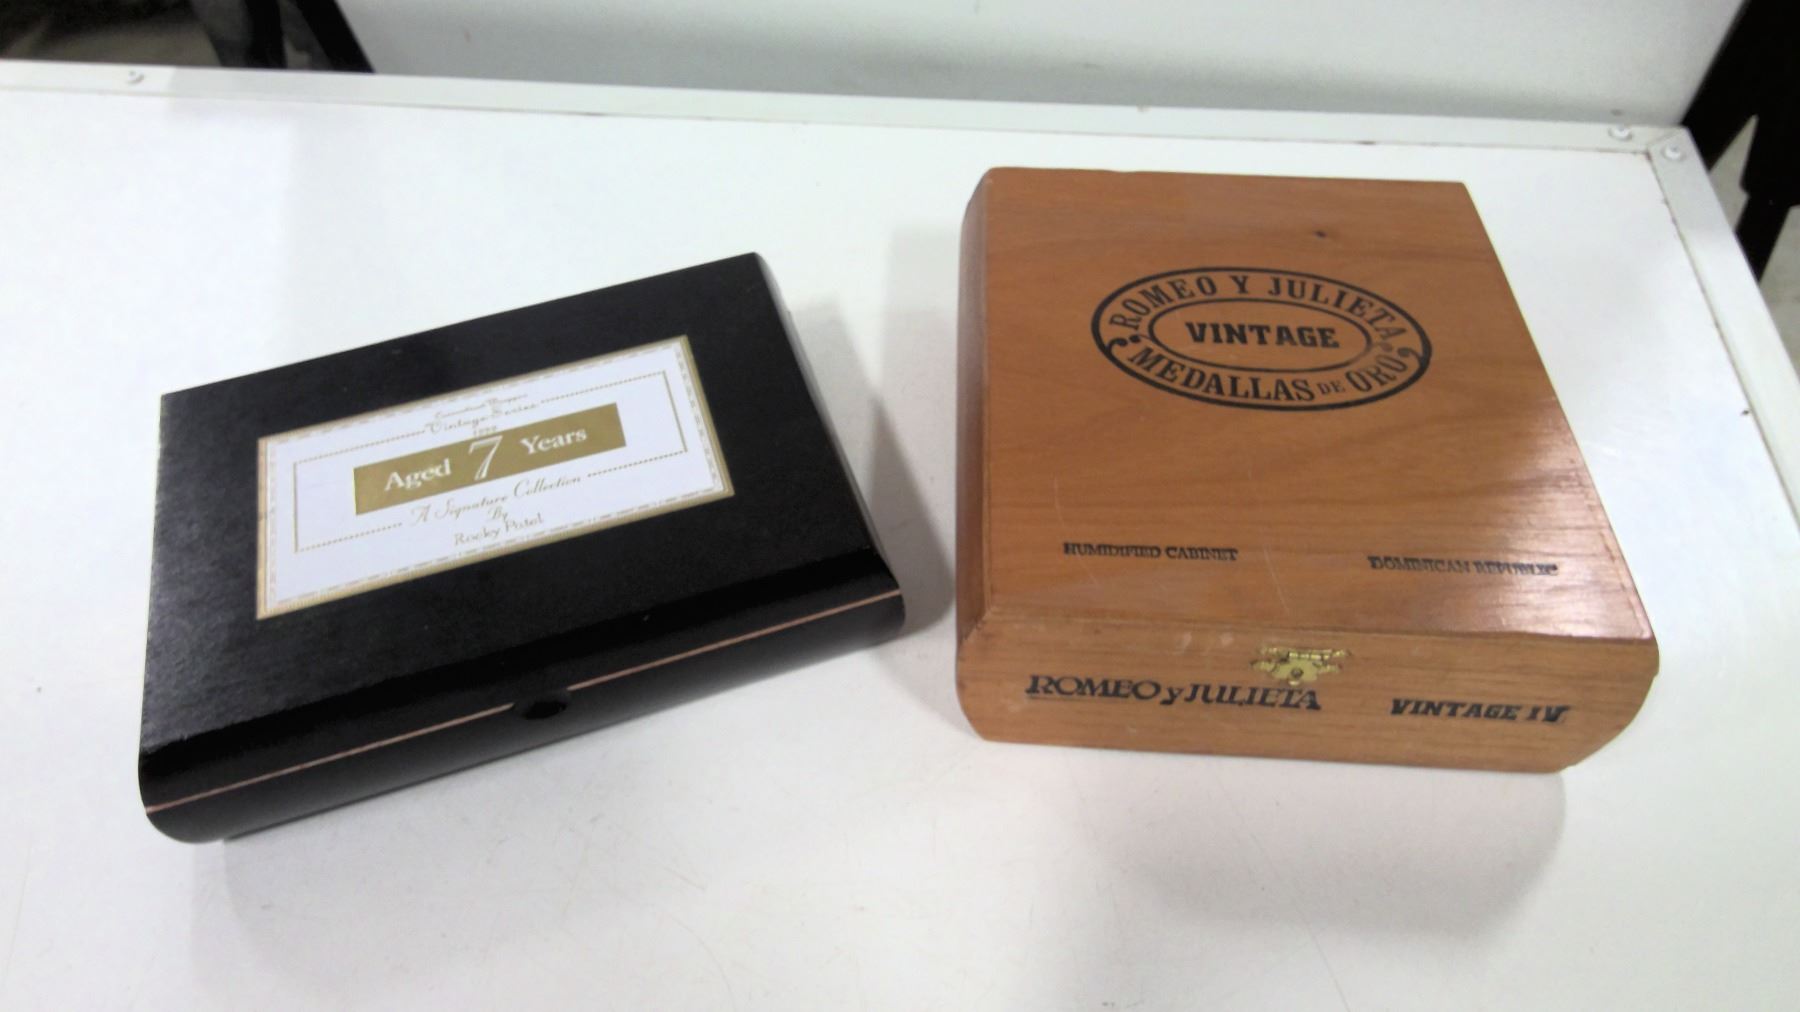 Vintage Series
Aged 7 Years
A Signature Collection
By
Rocky Patel
ROMEO Y JULIETA
VINTAGE
MEDALLAS DE ORO
HUMIDIFIED CABINET
DOMINICAN REPUBLIC
ROMEO y JULIETA
VINTAGE IV